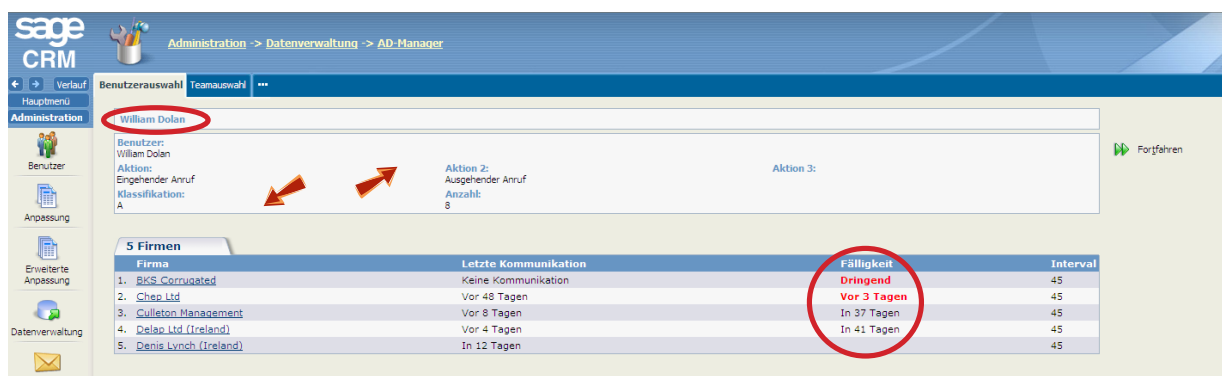 sage
CRM
Administration -> Datenverwaltung -> AD-Manager
Verlauf
Hauptmenü
Administration
Benutzer
Anpassung
Erweiterte
Anpassung
Datenverwaltung
Benutzerauswahl Teamauswahl ...
William Dolan
Benutzer:
William Dolan
Aktion: Aktion 2: Aktion 3:
Eingehender Anruf Ausgehender Anruf
Klassifikation: Anzahl:
A 8
Fortfahren
5 Firmen
Firma Letzte Kommunikation Fälligkeit Interval
1. BKS Corrugated Keine Kommunikation Dringend 45
2. Chep Ltd Vor 48 Tagen Vor 3 Tagen 45
3. Culleton Management Vor 8 Tagen In 37 Tagen 45
4. Delap Ltd (Ireland) Vor 4 Tagen In 41 Tagen 45
5. Denis Lynch (Ireland) In 12 Tagen 45